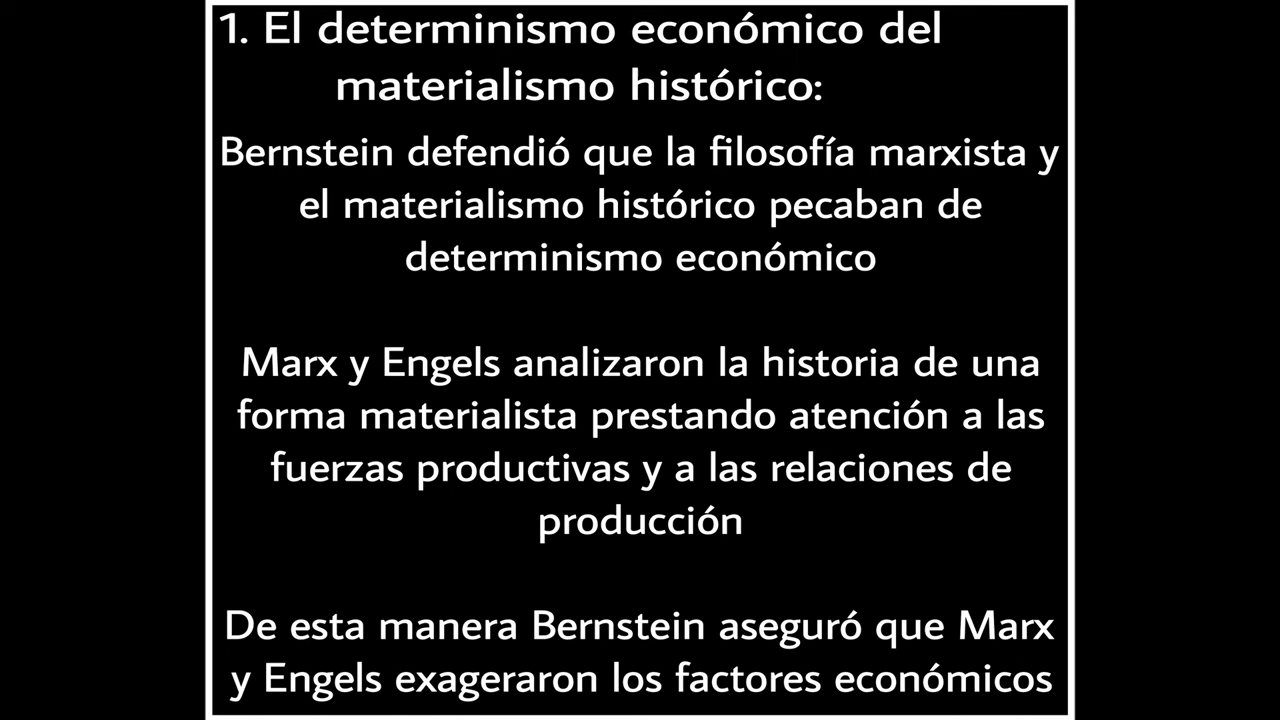 1. El determinismo económico del
materialismo histórico:
Bernstein defendió que la filosofía marxista y
el materialismo histórico pecaban de
determinismo económico
Marx y Engels analizaron la historia de una
forma materialista prestando atención a las
fuerzas productivas y a las relaciones de
producción
De esta manera Bernstein aseguró que Marx
y Engels exageraron los factores económicos